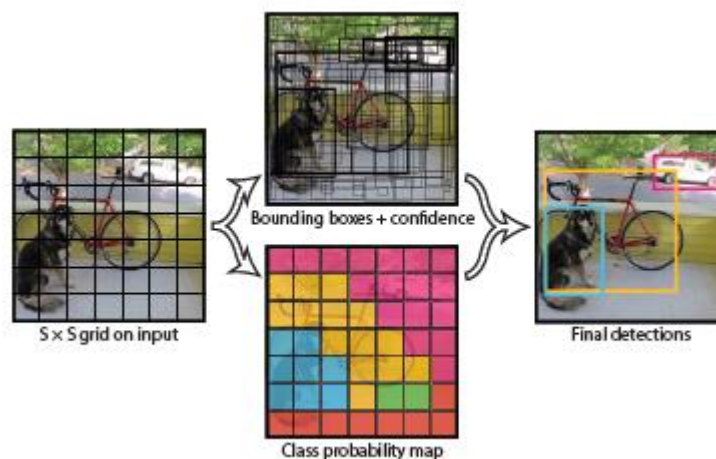 Bounding boxes + confidence
S × S grid on input
Final detections
Class probability map